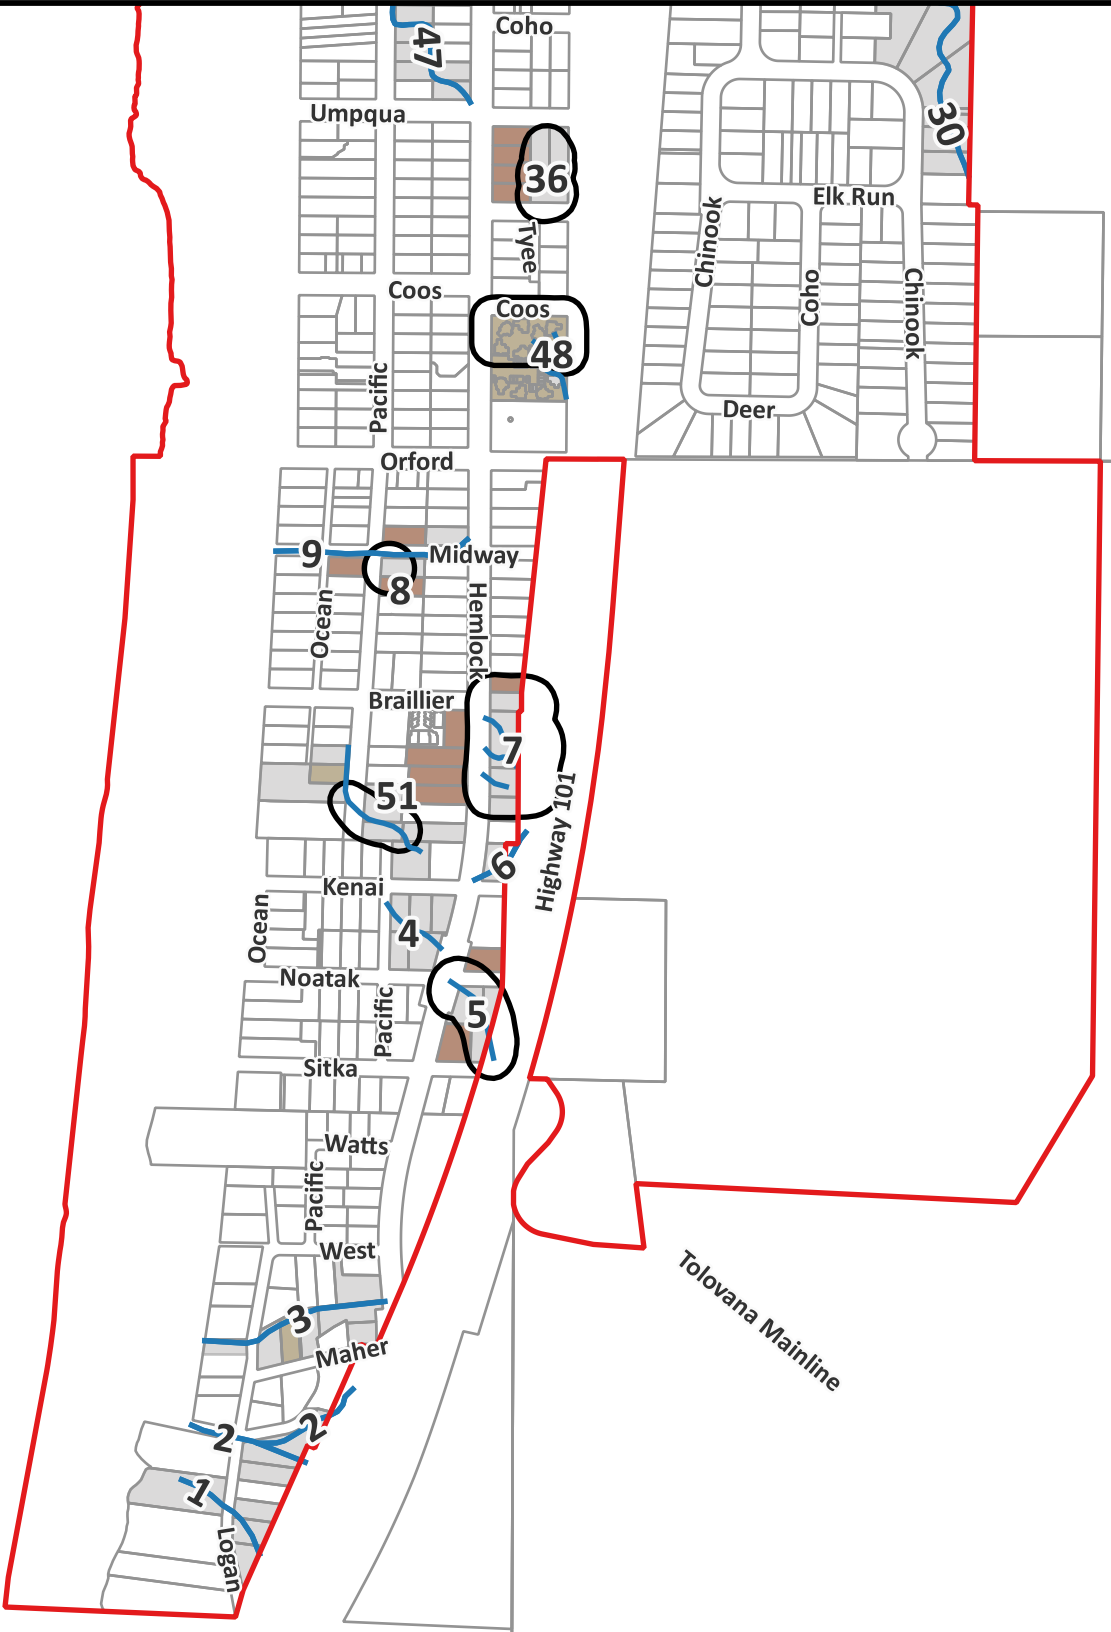 Coho
47
Umpqua
30
36
Elk Run
Chinook
Tyee
Coos
Coho
Chinook
Coos
48
Pacific
Deer
Orford
9
Midway
8
Ocean
Hemlock
Braillier
7
51
Highway 101
6
Kenai
Ocean
4
Noatak
5
Pacific
Sitka
Watts
Pacific
West
Tolovana Mainline
3
Maher
2
2
1
Logan